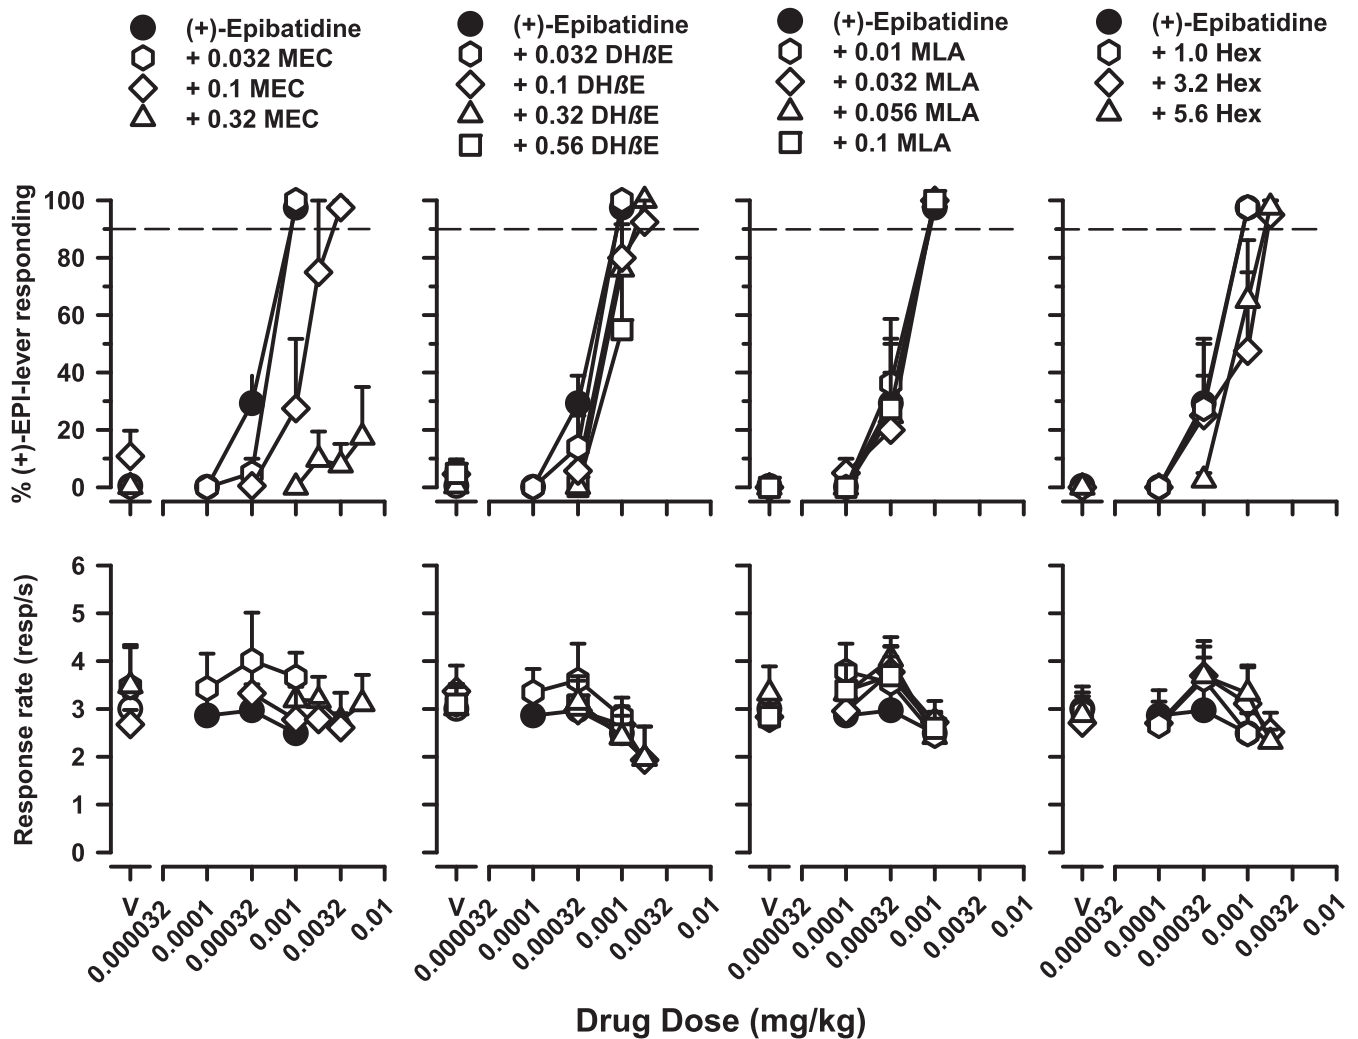 (+)-Epibatidine
+ 0.032 MEC
+ 0.1 MEC
+ 0.32 MEC
(+)-Epibatidine
+ 0.032 DHßE
+ 0.1 DHßE
+ 0.32 DHßE
+ 0.56 DHßE
(+)-Epibatidine
+ 0.01 MLA
+ 0.032 MLA
+ 0.056 MLA
+ 0.1 MLA
(+)-Epibatidine
+ 1.0 Hex
+ 3.2 Hex
+ 5.6 Hex
% (+)-EPI-lever responding
100
80
60
40
20
0
Response rate (resp/s)
6
5
4
3
2
1
0
V
0.000032
0.0001
0.00032
0.001
0.0032
0.01
V
0.000032
0.0001
0.00032
0.001
0.0032
0.01
V
0.000032
0.0001
0.00032
0.001
0.0032
0.01
V
0.000032
0.0001
0.00032
0.001
0.0032
0.01
Drug Dose (mg/kg)